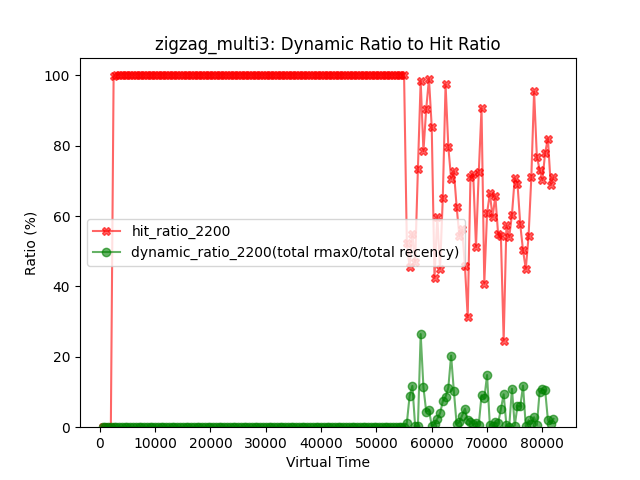 zigzag_multi3: Dynamic Ratio to Hit Ratio
100
80
60
40
20
0
Ratio (%)
hit_ratio_2200
dynamic_ratio_2200(total rmax0/total recency)
0 10000 20000 30000 40000 50000 60000 70000 80000
Virtual Time